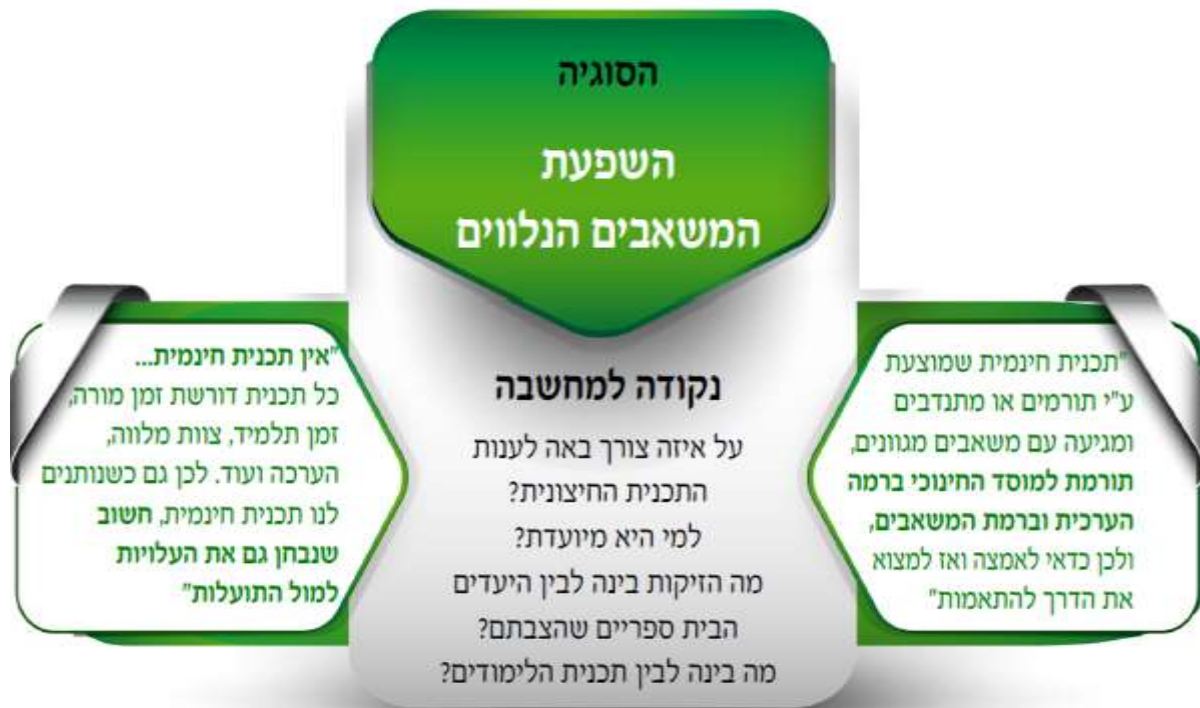 הסוגיה
השפעת
המשאבים הנלווים
"תכנית חינמית שמוצעת
ע"י תורמים או מתנדבים
ומגיעה עם משאבים מגוונים,
תורמת למוסד החינוכי ברמה
הערכית וברמת המשאבים,
ולכן כדאי לאמצה ואז למצוא
את הדרך להתאמות"
נקודה למחשבה
על איזה צורך באה לענות
התכנית החיצונית?
למי היא מיועדת?
מה הזיקות בינה לבין היעדים
הבית ספריים שהצבתם?
מה בינה לבין תכנית הלימודים?
"אין תכנית חינמית...
כל תכנית דורשת זמן מורה,
זמן תלמיד, צוות מלווה,
הערכה ועוד. לכן גם כשנותנים
לנו תכנית חינמית, חשוב
שנבחן גם את העלויות
למול התועלות"